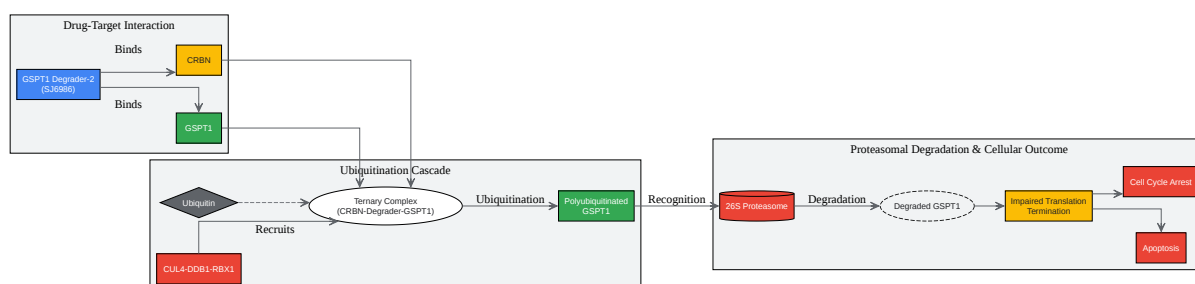 Drug-Target Interaction
Binds
CRBN
GSPT1 Degrader-2
(SJ6986)
Binds
GSPT1
Ubiquitination Cascade
Ubiquitin
Ternary Complex
(CRBN-Degrader-GSPT1)
Ubiquitination
Polyubiquitinated
GSPT1
Recruits
CUL4-DDB1-RBX1
Recognition
Proteasomal Degradation & Cellular Outcome
26S Proteasome
Degradation
Degraded GSPT1
Impaired Translation
Termination
Cell Cycle Arrest
Apoptosis